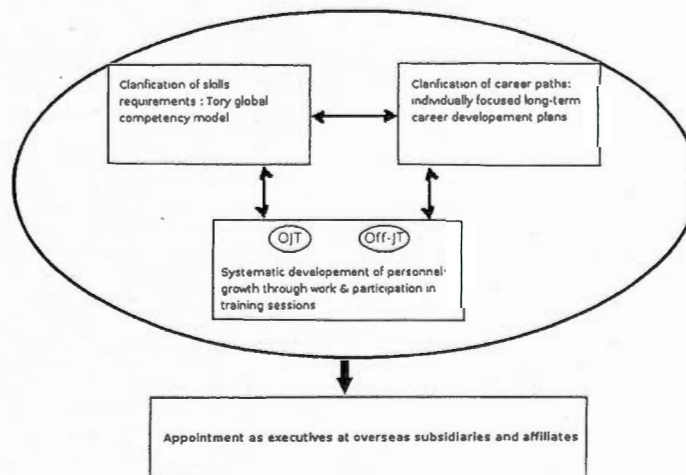 Clarification of skills
requirements : Tory global
competency model
Clarification of career paths:
individually focused long-term
career developement plans
OJT
Off-JT
Systematic developement of personnel-
growth through work & participation in
training sessions
Appointment as executives at overseas subsidiaries and affiliates